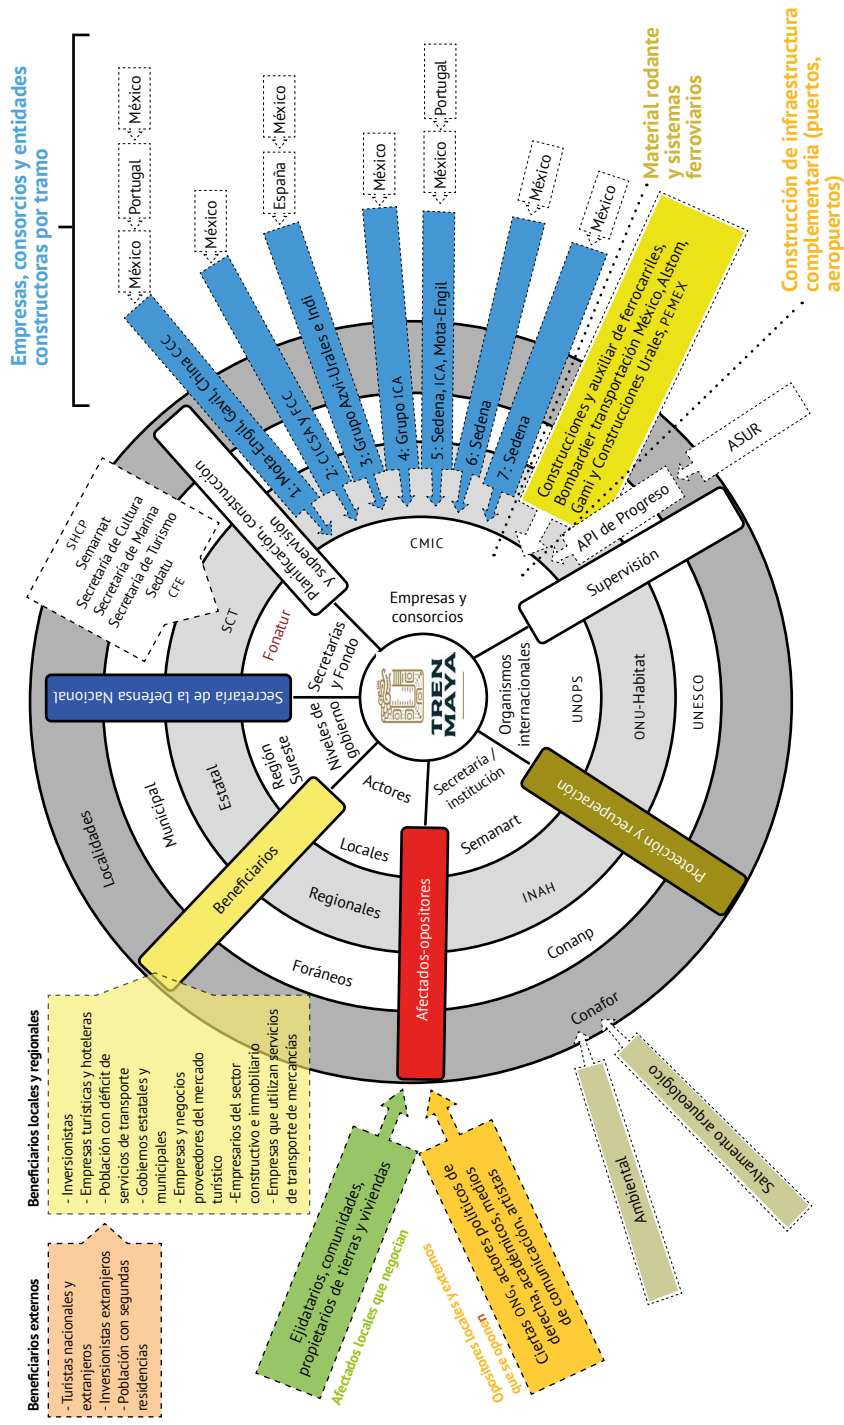 Beneficiarios externos
- Turistas nacionales y
extranjeros
- Inversionistas extranjeros
- Población con segundas
residencias
Beneficiarios locales y regionales
- Inversionistas
- Empresas turísticas y hoteleras
- Población con déficit de
servicios de transporte
- Gobiernos estatales y
municipales
- Empresas y negocios
proveedores del mercado
turístico
-Empresarios del sector
constructivo e inmobiliario
- Empresas que utilizan servicios
de transporte de mercancías
Empresas, consorcios y entidades
constructoras por tramo
México
Portugal
México
México
España
México
México
México
Portugal
México
México
México
1: Mota-Engil, Gavil, China CCC
2: CICSA y FCC
3: Grupo Azvi-Urales e Indi
4: Grupo ICA
5: Sedena, ICA, Mota-Engil
6: Sedena
7: Sedena
Material rodante
y sistemas
ferroviarios
Construcciones y auxiliar de ferrocarriles,
Bombardier transportación México, Alstom,
Gami y Construcciones Urales, PEMEX
Construcción de infraestructura
complementaria (puertos,
aeropuertos)
API de Progreso
ASUR
SHCP
Semarnat
Secretaría de Cultura
Secretaría de Marina
Secretaría de Turismo
Sedatu
CFE
Planificación, construcción
y supervisión
SCT
Fonatur
Secretarías
y Fondo
Secretaría de la Defensa Nacional
Niveles de
gobierno
Región
Sureste
Estatal
Municipal
Localidades
Beneficiarios
Actores
Locales
Regionales
Foráneos
Afectados-opositores
Secretaría /
institución
Semanart
INAH
Conanp
Conafor
Protección y recuperación
Organismos
internacionales
UNOPS
ONU-Habitat
UNESCO
Supervisión
Empresas y
consorcios
CMIC
TREN
MAYA
Ejidatarios, comunidades,
propietarios de tierras y viviendas
Afectados locales que negocian
Opositores locales y externos
que se oponen
Ciertas ONG, actores políticos de
derecha, académicos, medios
de comunicación, artistas
Ambiental
Salvamento arqueológico